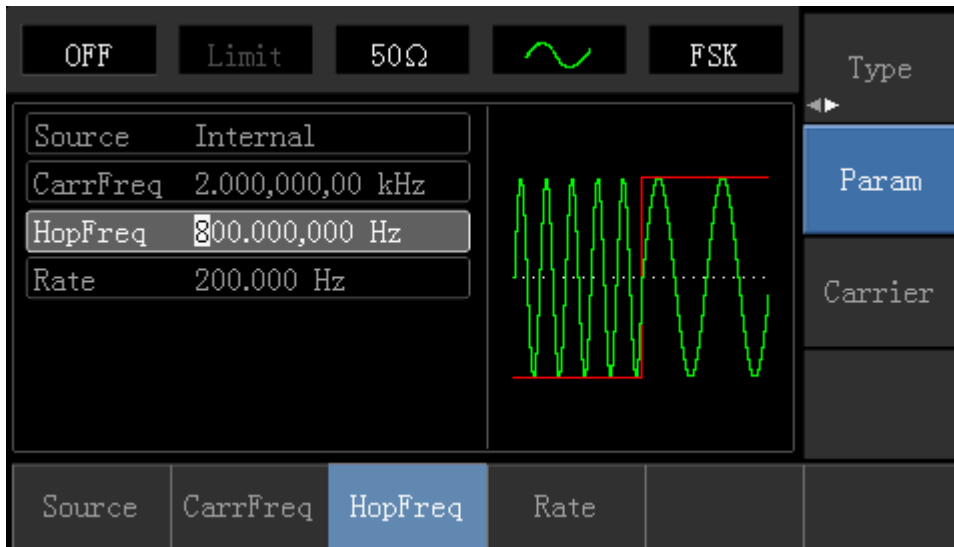 OFF Limit 50Ω FSK
Type
Source Internal
CarrFreq 2.000,000,00 kHz
HopFreq 800.000,000 Hz
Rate 200.000 Hz
Param
Carrier
Source CarrFreq HopFreq Rate